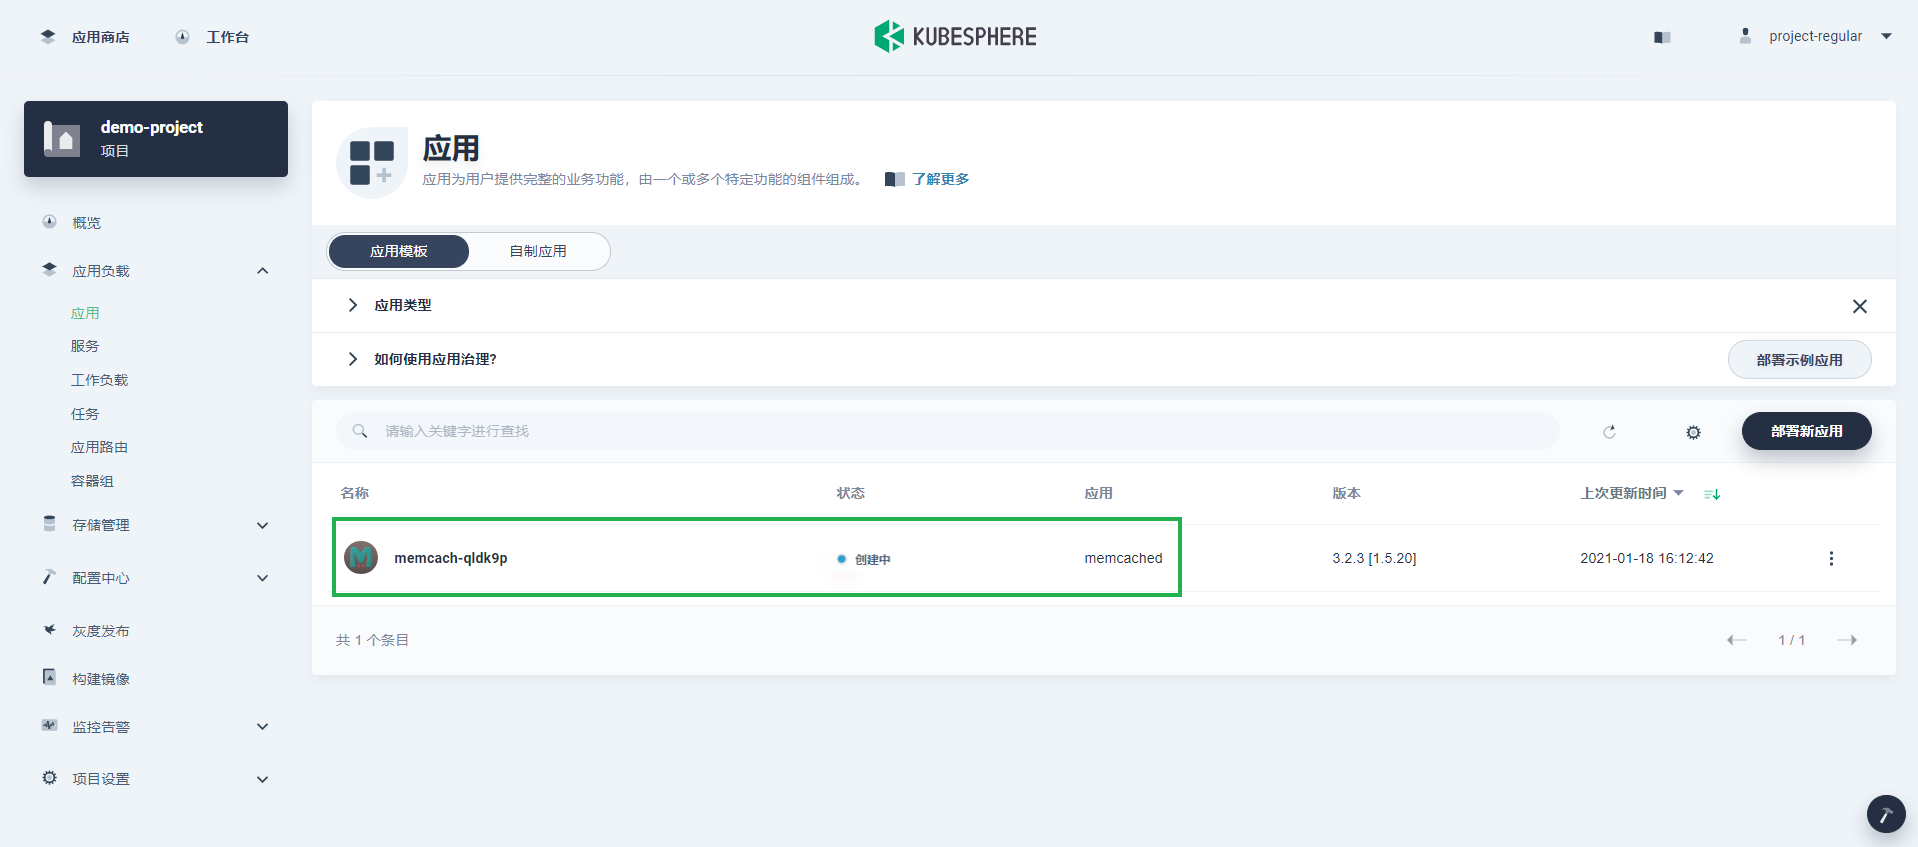 应用商店 工作台 KUBESPHERE project-regular
demo-project
项目
概览
应用负载
应用
服务
工作负载
任务
应用路由
容器组
存储管理
配置中心
灰度发布
构建镜像
监控告警
项目设置
应用
应用为用户提供完整的业务功能，由一个或多个特定功能的组件组成。 了解更多
应用模板 自制应用
应用类型
如何使用应用治理? 部署示例应用
请输入关键字进行查找 部署新应用
名称 状态 应用 版本 上次更新时间
memcach-qldk9p 创建中 memcached 3.2.3 [1.5.20] 2021-01-18 16:12:42
共 1 个条目 1 / 1